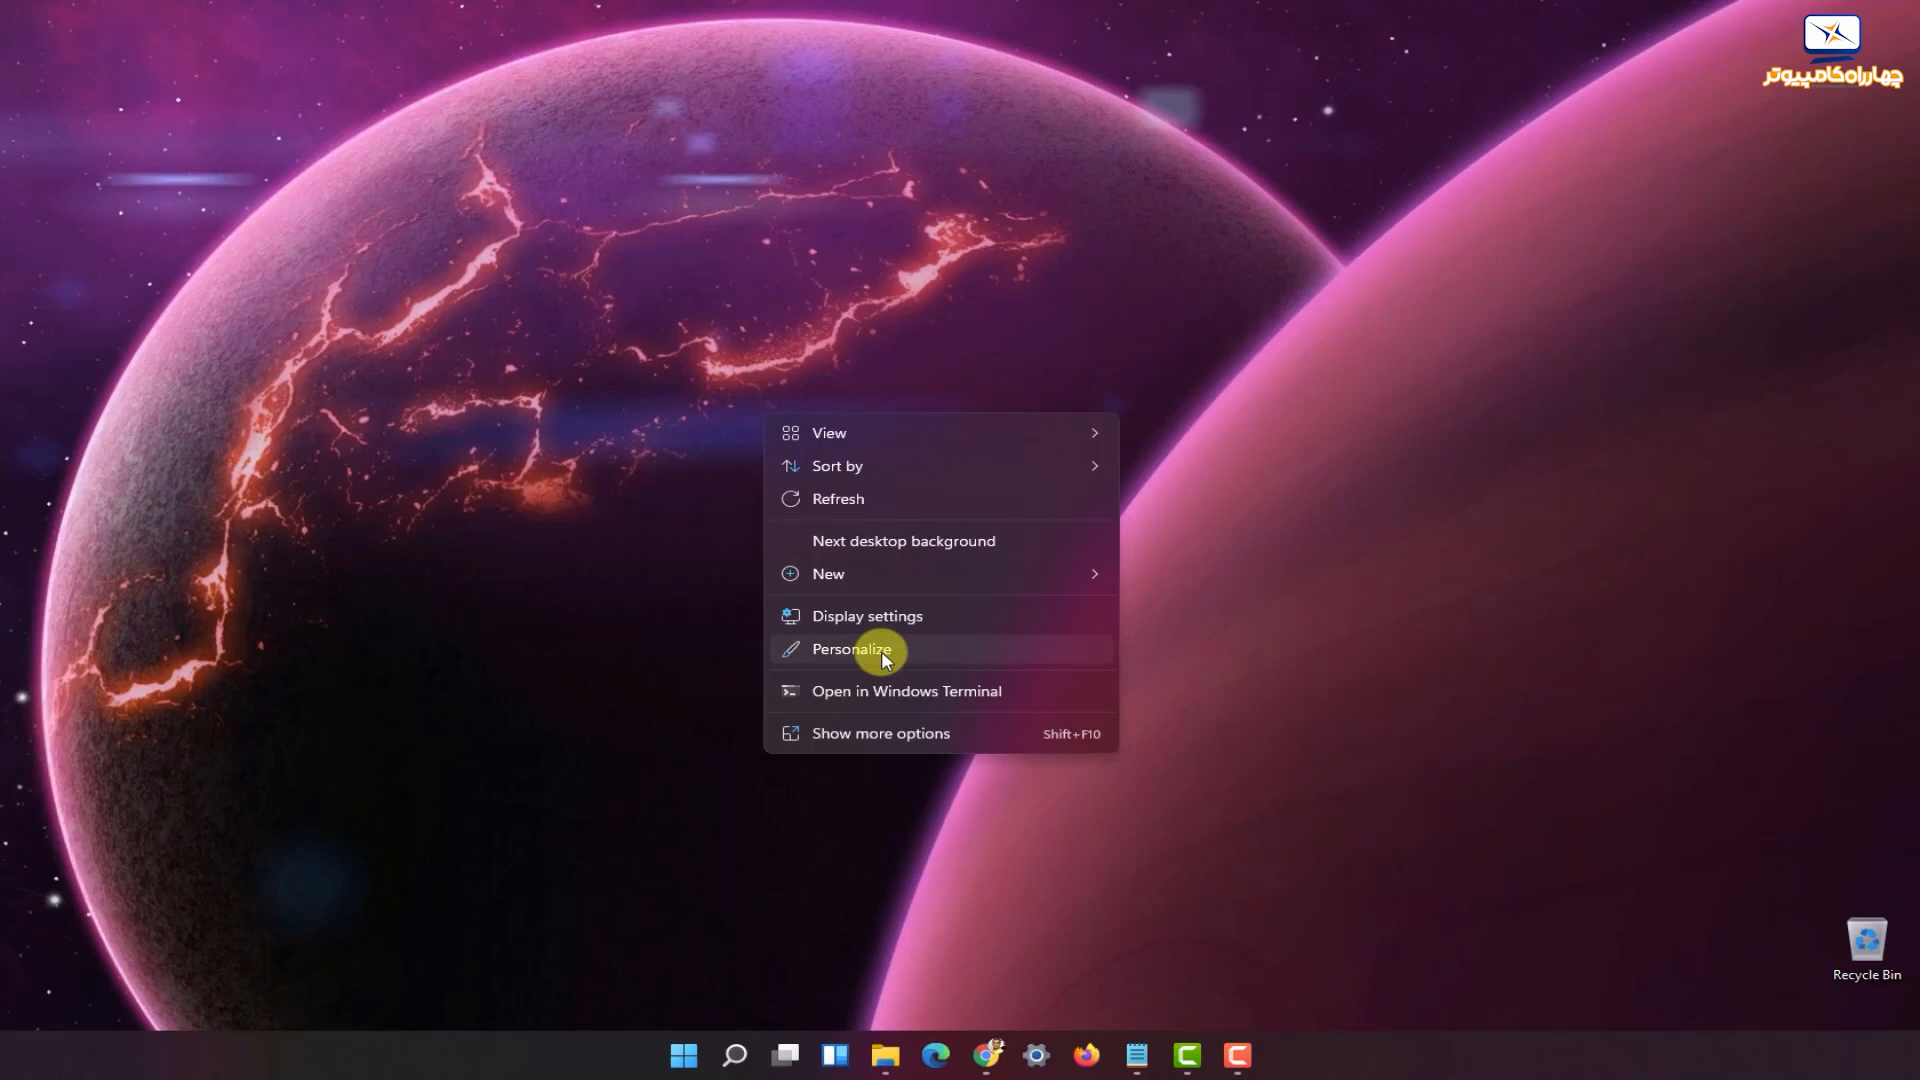 چهارراه کامپیوتر
View
Sort by
Refresh
Next desktop background
New
Display settings
Personalize
Open in Windows Terminal
Show more options Shift+F10
Recycle Bin